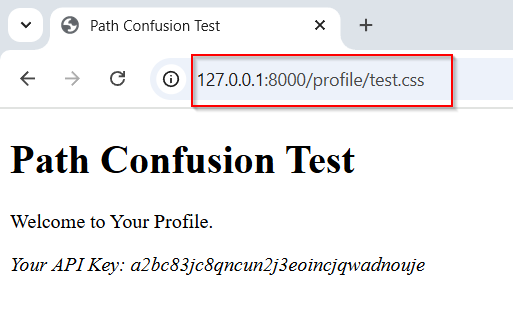 Path Confusion Test
127.0.0.1:8000/profile/test.css
Path Confusion Test
Welcome to Your Profile.
Your API Key: a2bc83jc8qncun2j3eoincjqwadnouje